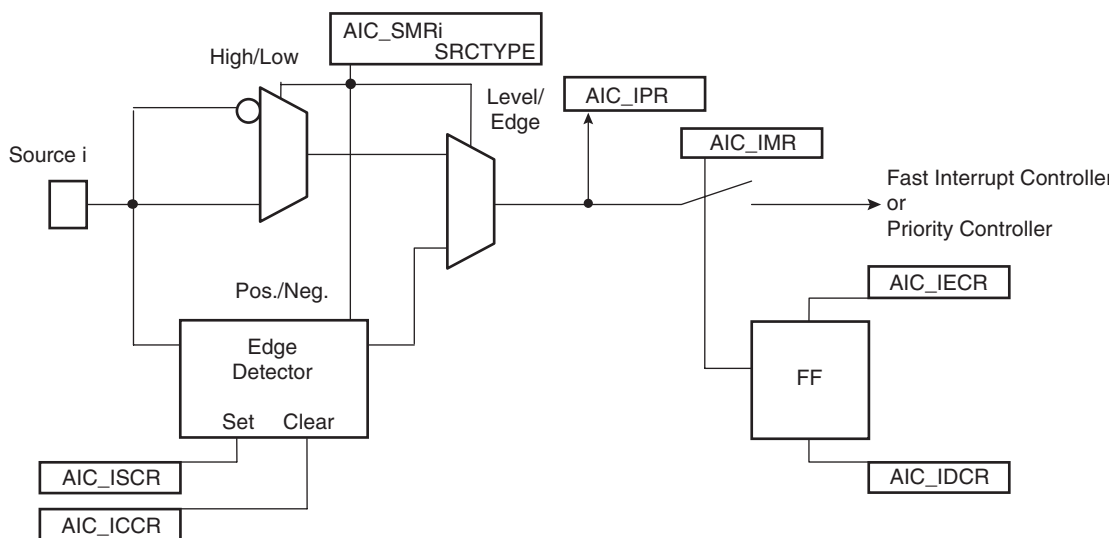 AIC_SMRi
SRCTYPE
High/Low
Level/
Edge
AIC_IPR
AIC_IMR
Source i
Fast Interrupt Controller
or
Priority Controller
Pos./Neg.
AIC_IECR
Edge
Detector
FF
Set Clear
AIC_ISCR
AIC_IDCR
AIC_ICCR